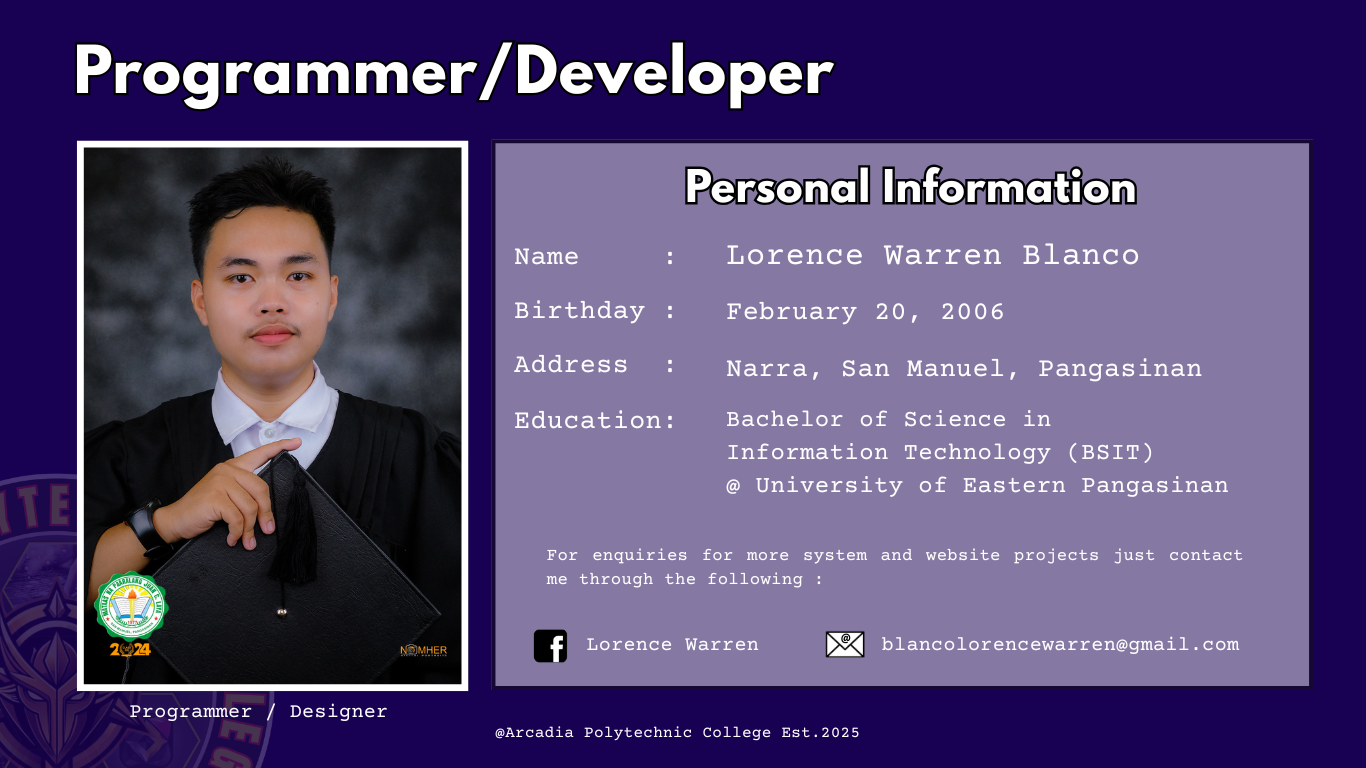 Programmer/Developer
Personal Information
Name : Lorence Warren Blanco
Birthday : February 20, 2006
Address : Narra, San Manuel, Pangasinan
Education: Bachelor of Science in
Information Technology (BSIT)
@ University of Eastern Pangasinan
For enquiries for more system and website projects just contact
me through the following :
Lorence Warren
blancolorencewarren@gmail.com
2024
NOMHER
Programmer / Designer
@Arcadia Polytechnic College Est.2025